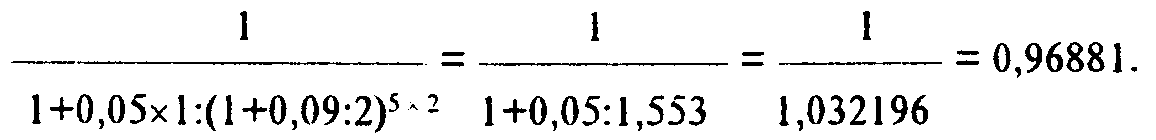 1 1 1
= = = 0,96881.
1+0,05×1:(1+0,09:2)^5 × 2 1+0,05:1,553 1,032196